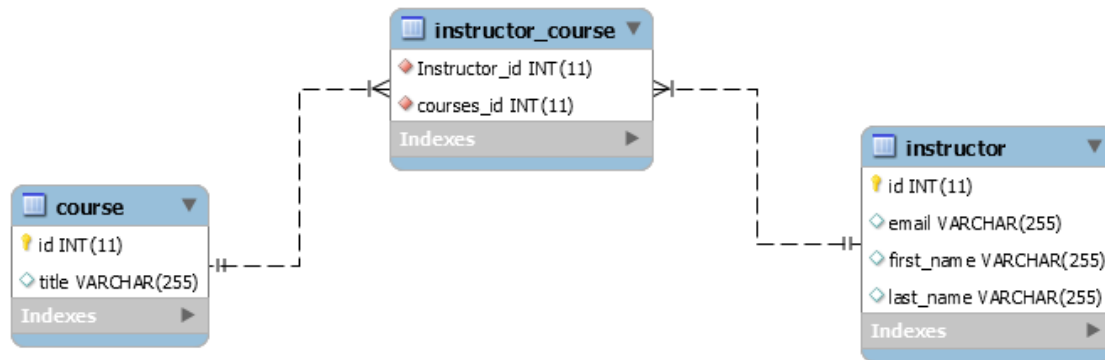 instructor_course
Instructor_id INT(11)
courses_id INT(11)
Indexes
course
id INT(11)
title VARCHAR(255)
Indexes
instructor
id INT(11)
email VARCHAR(255)
first_name VARCHAR(255)
last_name VARCHAR(255)
Indexes